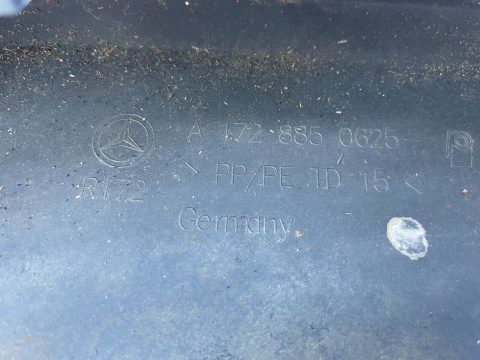 A 172 885 0625
> PP/PE TD 15 <
R172
Germany